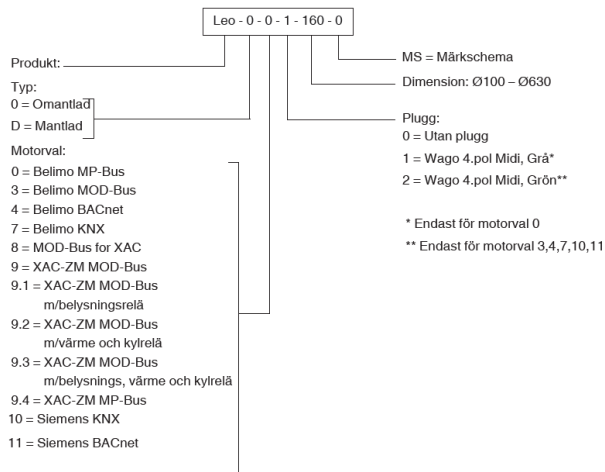 Leo - 0 - 0 - 1 - 160 - 0
Produkt:
Typ:
0 = Omantlad
D = Mantlad
Motorval:
0 = Belimo MP-Bus
3 = Belimo MOD-Bus
4 = Belimo BACnet
7 = Belimo KNX
8 = MOD-Bus for XAC
9 = XAC-ZM MOD-Bus
9.1 = XAC-ZM MOD-Bus
m/belysningsrelä
9.2 = XAC-ZM MOD-Bus
m/värme och kylrelä
9.3 = XAC-ZM MOD-Bus
m/belysnings, värme och kylrelä
9.4 = XAC-ZM MP-Bus
10 = Siemens KNX
11 = Siemens BACnet
MS = Märkschema
Dimension: Ø100 – Ø630
Plugg:
0 = Utan plugg
1 = Wago 4.pol Midi, Grå*
2 = Wago 4.pol Midi, Grön**
* Endast för motorval 0
** Endast för motorval 3,4,7,10,11